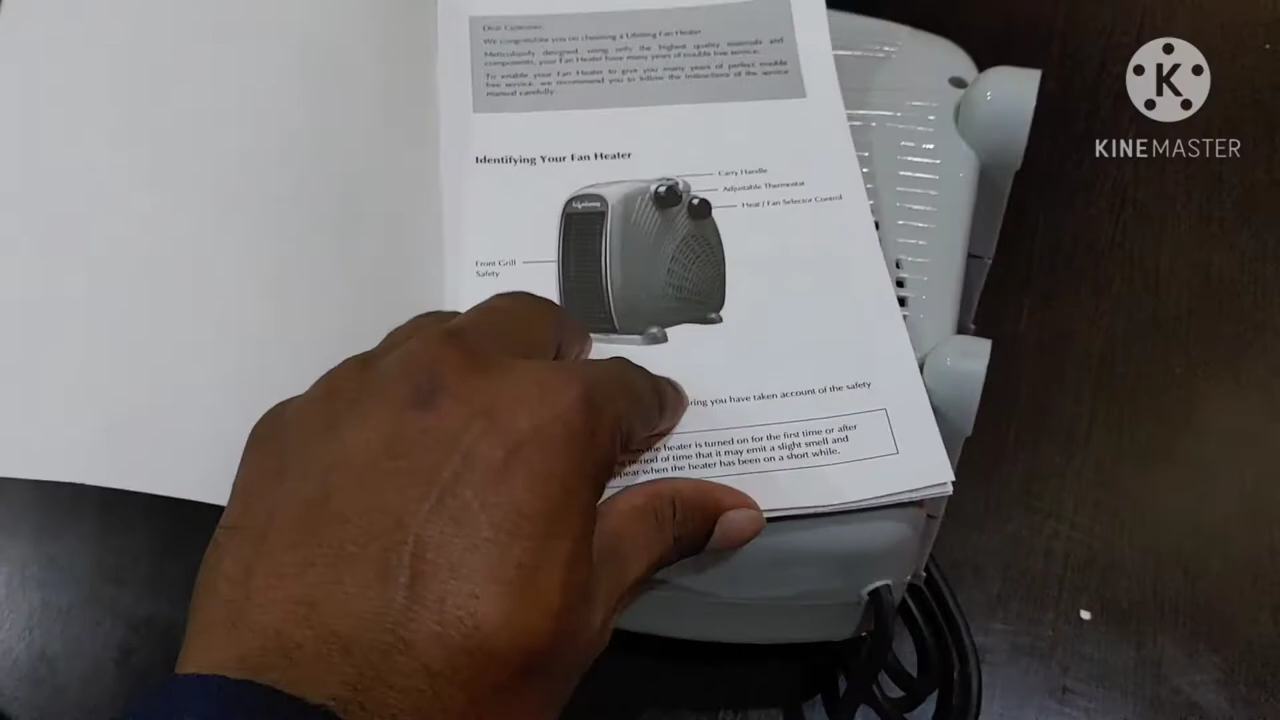 Dear Customer,
We congratulate you on choosing a Lifelong Fan Heater
Meticulously designed using only the highest quality materials and
components, your Fan Heater have many years of trouble free service.
To enable your Fan Heater to give you many years of perfect trouble
free service, we recommend you to follow the instructions of the service
manual carefully.
Identifying Your Fan Heater
Carry Handle
Adjustable Thermostat
Heat / Fan Selector Control
Front Grill
Safety
you have taken account of the safety
the heater is turned on for the first time or after
period of time that it may emit a slight smell and
when the heater has been on a short while.
K
KINEMASTER